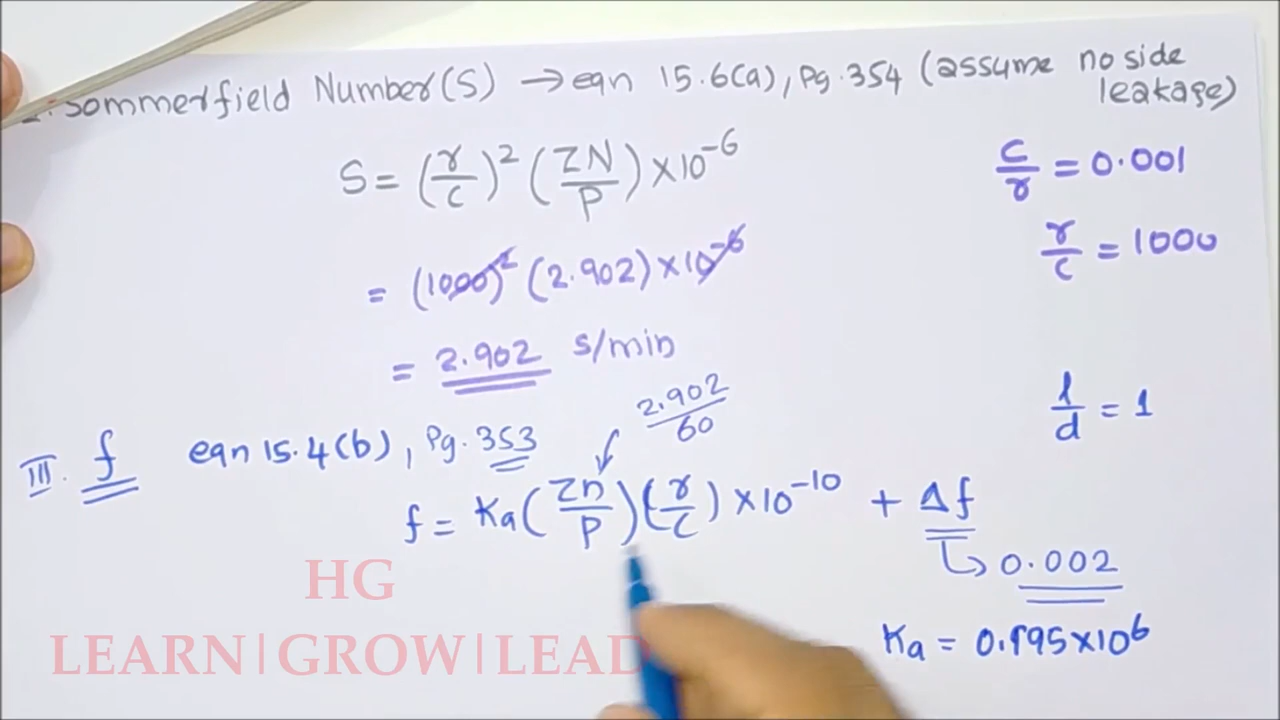 Sommerfield Number(S) → eqn 15.6(a), Pg.354 (assume no side leakage)
S = (r/c)² (ZN/P) × 10⁻⁶
c/r = 0.001
r/c = 1000
= (1000)² (2.902) × 10⁻⁶
= 2.902 s/min
l/d = 1
2.902/60
III. f eqn 15.4(b), Pg. 353
f = Ka (Zn/P) (r/c) × 10⁻¹⁰ + Δf
↳ 0.002
Ka = 0.195×10⁶
HG
LEARN|GROW|LEAD